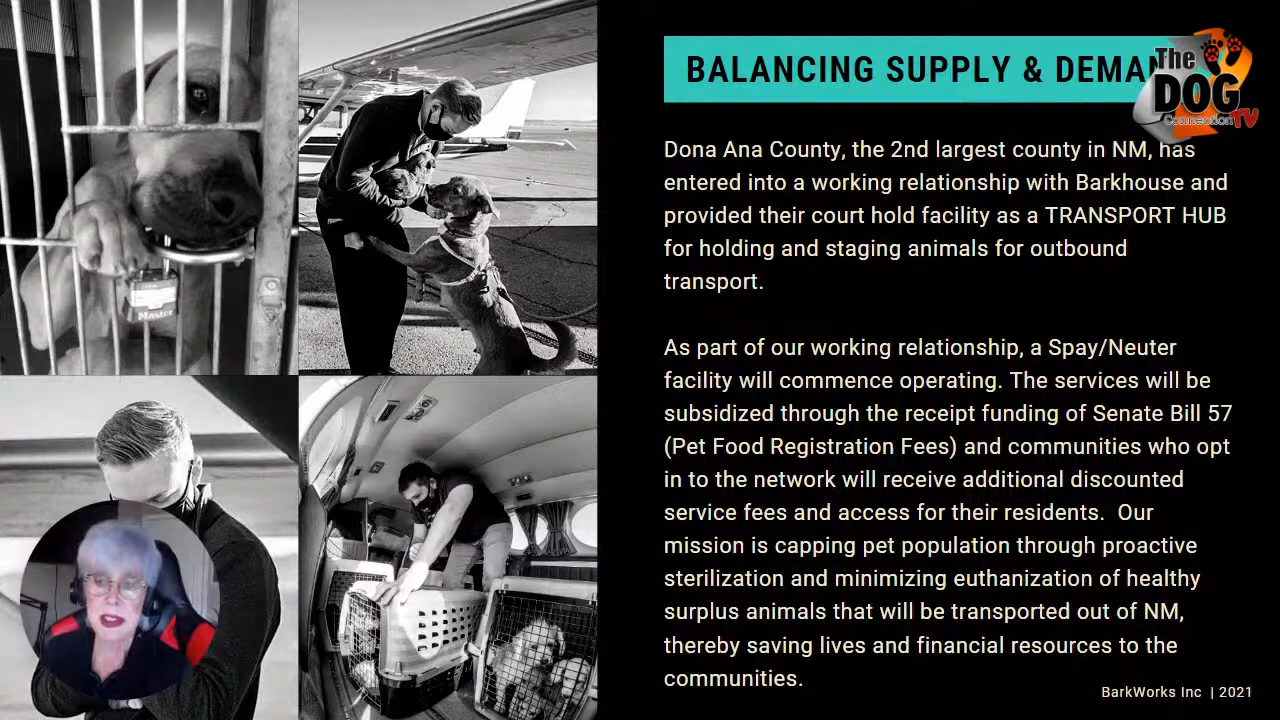 BALANCING SUPPLY & DEMAN
The
DOG
Connection TV
Dona Ana County, the 2nd largest county in NM, has
entered into a working relationship with Barkhouse and
provided their court hold facility as a TRANSPORT HUB
for holding and staging animals for outbound
transport.
As part of our working relationship, a Spay/Neuter
facility will commence operating. The services will be
subsidized through the receipt funding of Senate Bill 57
(Pet Food Registration Fees) and communities who opt
in to the network will receive additional discounted
service fees and access for their residents.  Our
mission is capping pet population through proactive
sterilization and minimizing euthanization of healthy
surplus animals that will be transported out of NM,
thereby saving lives and financial resources to the
communities.
BarkWorks Inc | 2021
Master